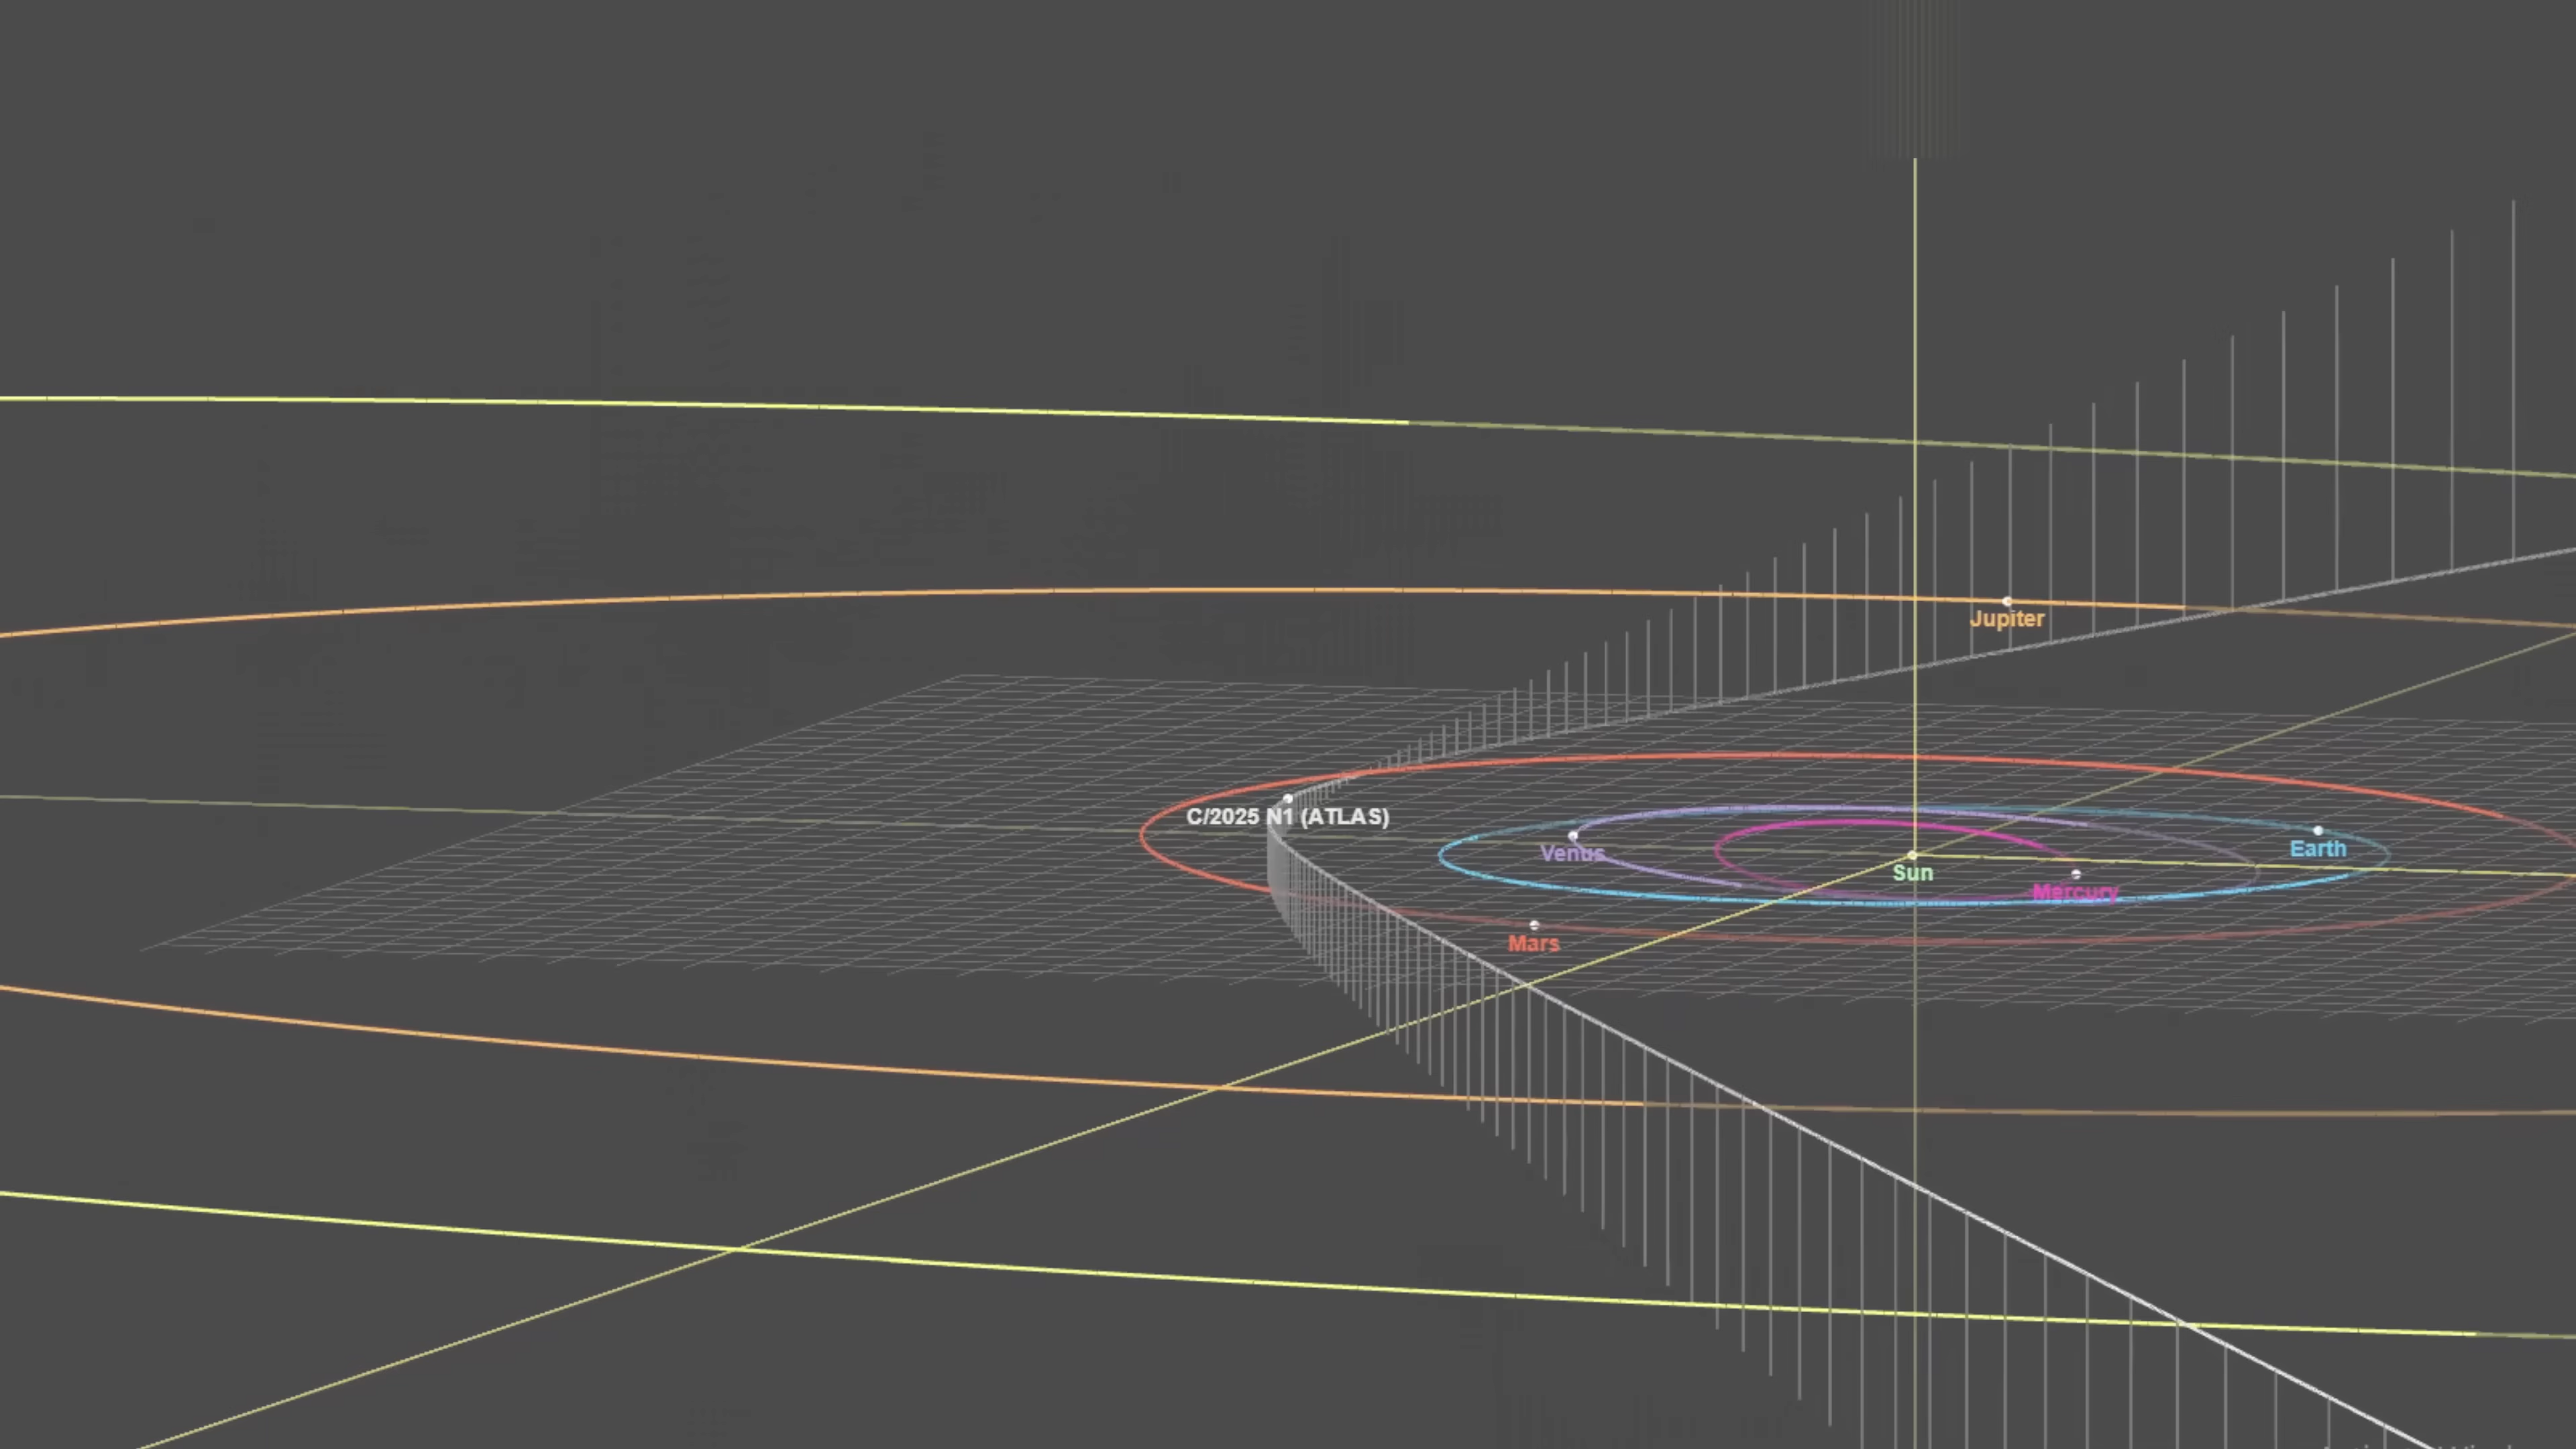 Jupiter
C/2025 N1 (ATLAS)
Venus
Earth
Sun
Mercury
Mars